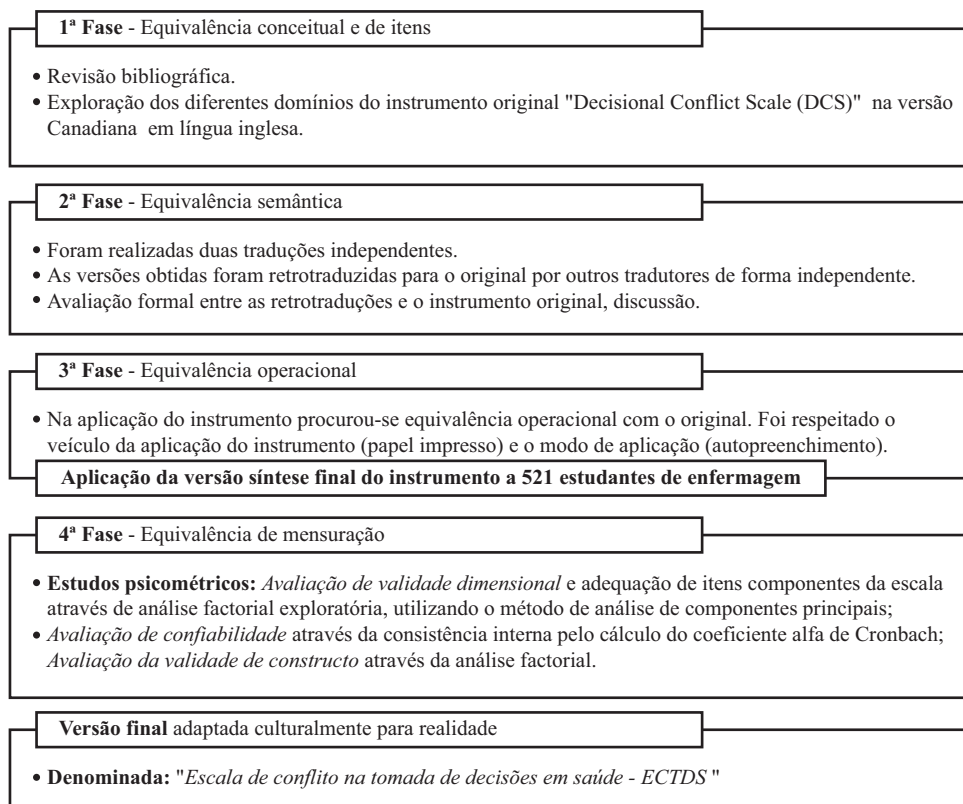 1ª Fase - Equivalência conceitual e de itens
• Revisão bibliográfica.
• Exploração dos diferentes domínios do instrumento original "Decisional Conflict Scale (DCS)" na versão
Canadiana em língua inglesa.
2ª Fase - Equivalência semântica
• Foram realizadas duas traduções independentes.
• As versões obtidas foram retrotraduzidas para o original por outros tradutores de forma independente.
• Avaliação formal entre as retrotraduções e o instrumento original, discussão.
3ª Fase - Equivalência operacional
• Na aplicação do instrumento procurou-se equivalência operacional com o original. Foi respeitado o
veículo da aplicação do instrumento (papel impresso) e o modo de aplicação (autopreenchimento).
Aplicação da versão síntese final do instrumento a 521 estudantes de enfermagem
4ª Fase - Equivalência de mensuração
• Estudos psicométricos: Avaliação de validade dimensional e adequação de itens componentes da escala
através de análise factorial exploratória, utilizando o método de análise de componentes principais;
• Avaliação de confiabilidade através da consistência interna pelo cálculo do coeficiente alfa de Cronbach;
Avaliação da validade de constructo através da análise factorial.
Versão final adaptada culturalmente para realidade
• Denominada: "Escala de conflito na tomada de decisões em saúde - ECTDS "